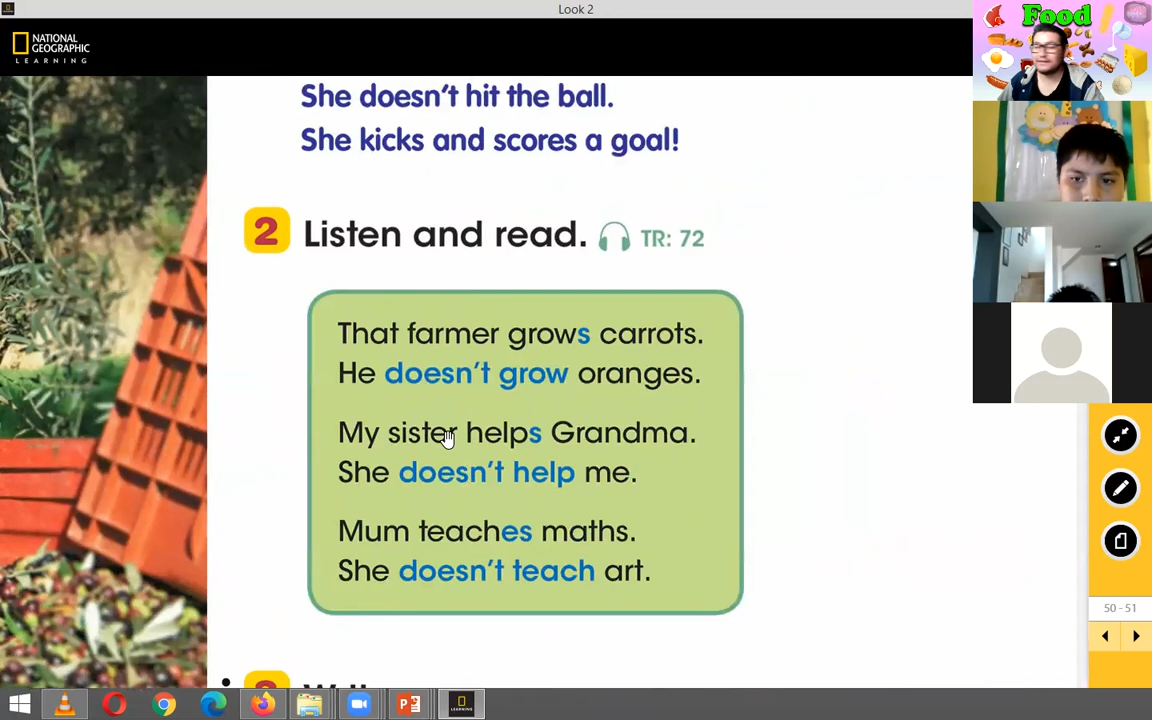 Look 2
NATIONAL
GEOGRAPHIC
LEARNING
Food
She doesn't hit the ball.
She kicks and scores a goal!
2 Listen and read. TR: 72
That farmer grows carrots.
He doesn't grow oranges.
My sister helps Grandma.
She doesn't help me.
Mum teaches maths.
She doesn't teach art.
50 - 51